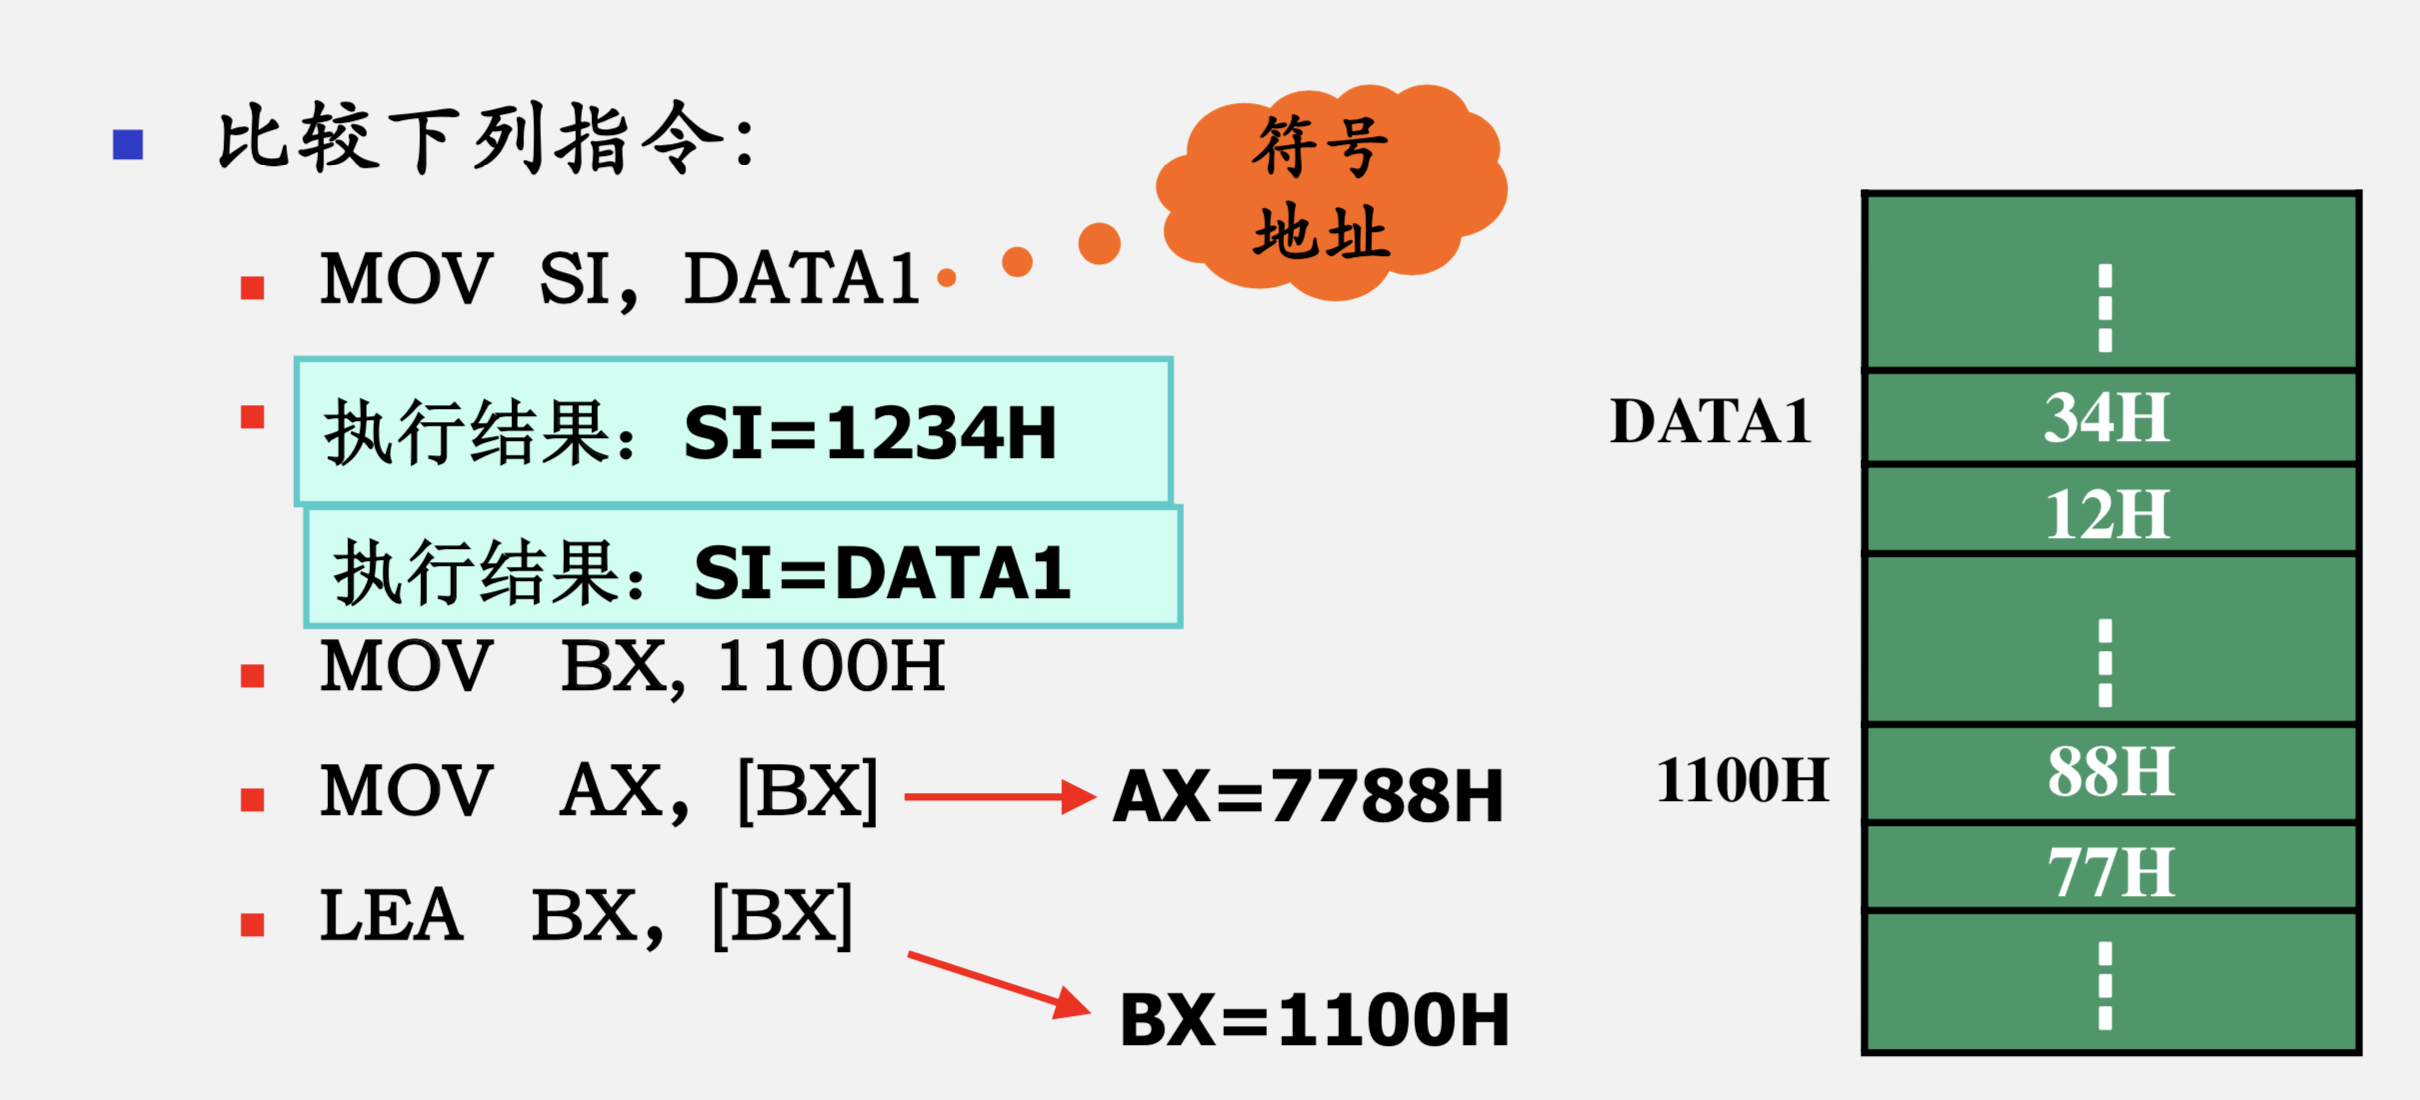 比较下列指令:
符号
地址
MOV SI，DATA1
执行结果：SI=1234H
执行结果：SI=DATA1
MOV BX, 1100H
MOV AX，[BX]
AX=7788H
LEA BX，[BX]
BX=1100H
DATA1
34H
12H
1100H
88H
77H